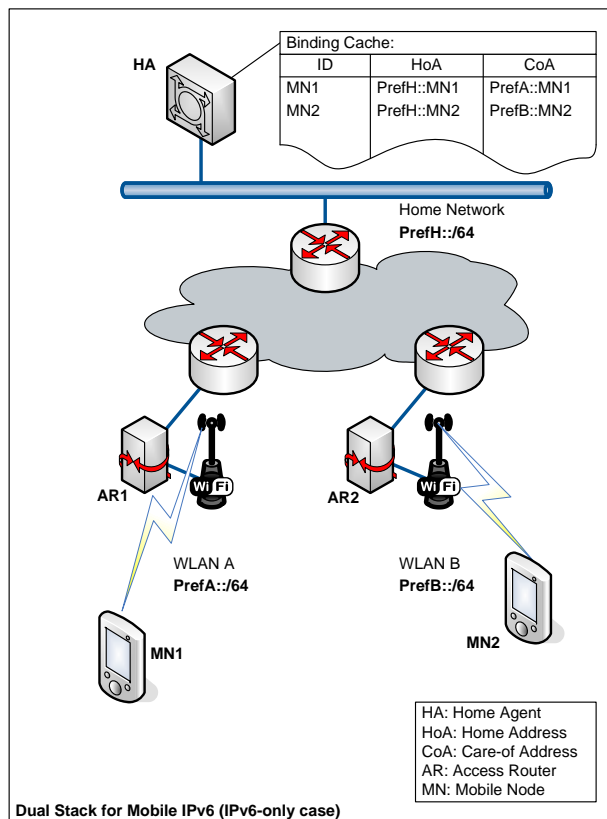 Binding Cache:
HA
ID HoA CoA
MN1 PrefH::MN1 PrefA::MN1
MN2 PrefH::MN2 PrefB::MN2
Home Network
PrefH::/64
AR1
Wi Fi
AR2
Wi Fi
WLAN A
PrefA::/64
WLAN B
PrefB::/64
MN1
MN2
HA: Home Agent
HoA: Home Address
CoA: Care-of Address
AR: Access Router
MN: Mobile Node
Dual Stack for Mobile IPv6 (IPv6-only case)